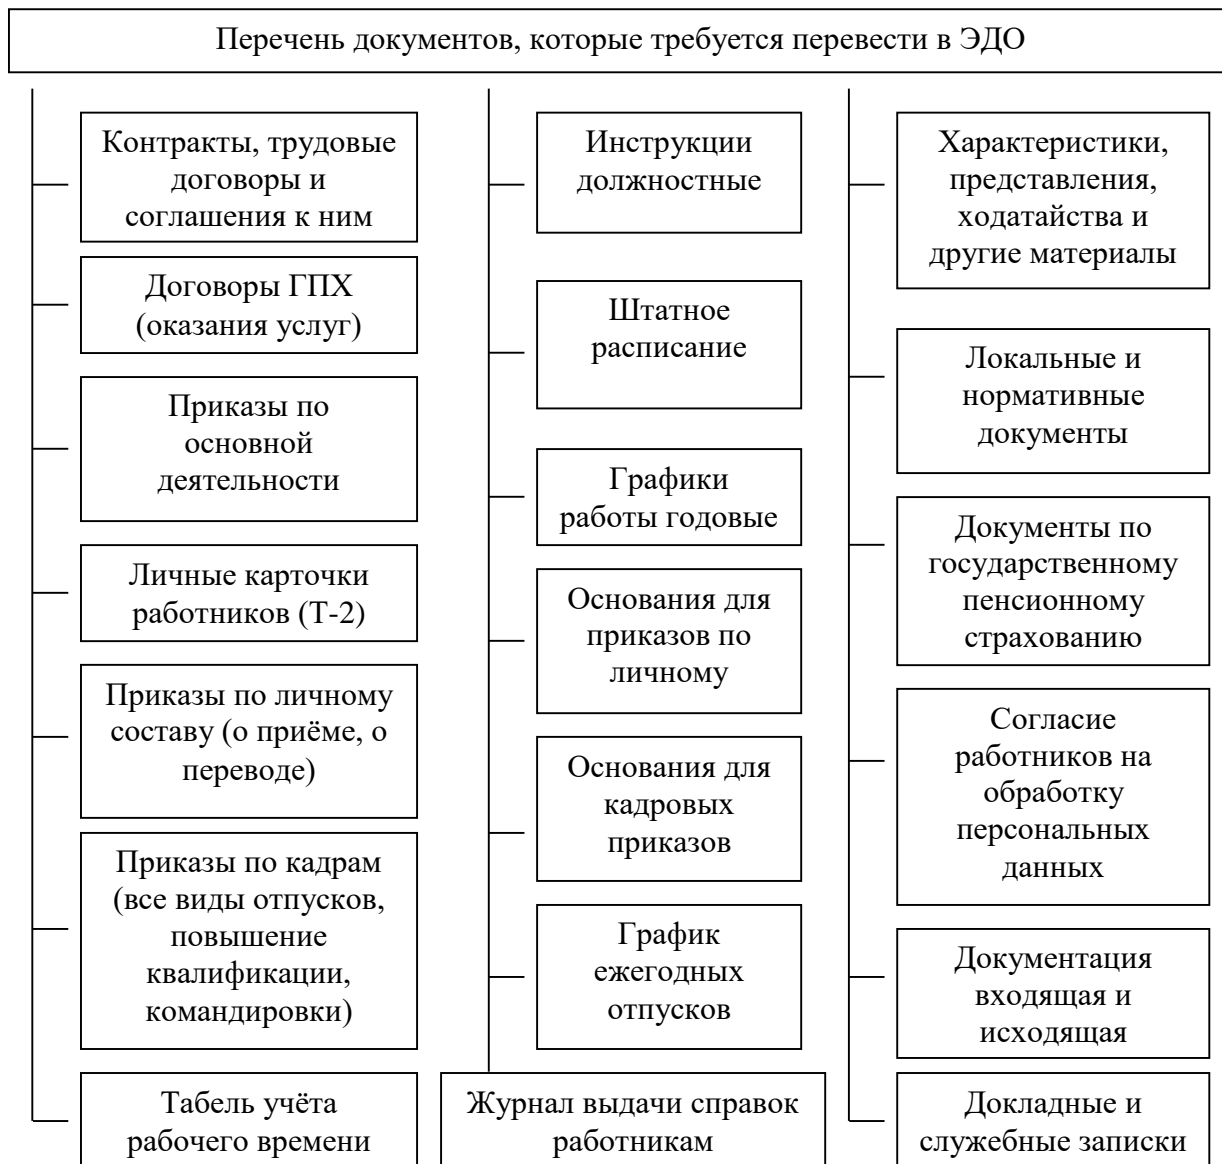 Перечень документов, которые требуется перевести в ЭДО
Контракты, трудовые
договоры и
соглашения к ним
Договоры ГПХ
(оказания услуг)
Приказы по
основной
деятельности
Личные карточки
работников (Т-2)
Приказы по личному
составу (о приёме, о
переводе)
Приказы по кадрам
(все виды отпусков,
повышение
квалификации,
командировки)
Табель учёта
рабочего времени
Инструкции
должностные
Штатное
расписание
Графики
работы годовые
Основания для
приказов по
личному
Основания для
кадровых
приказов
График
ежегодных
отпусков
Журнал выдачи справок
работникам
Характеристики,
представления,
ходатайства и
другие материалы
Локальные и
нормативные
документы
Документы по
государственному
пенсионному
страхованию
Согласие
работников на
обработку
персональных
данных
Документация
входящая и
исходящая
Докладные и
служебные записки